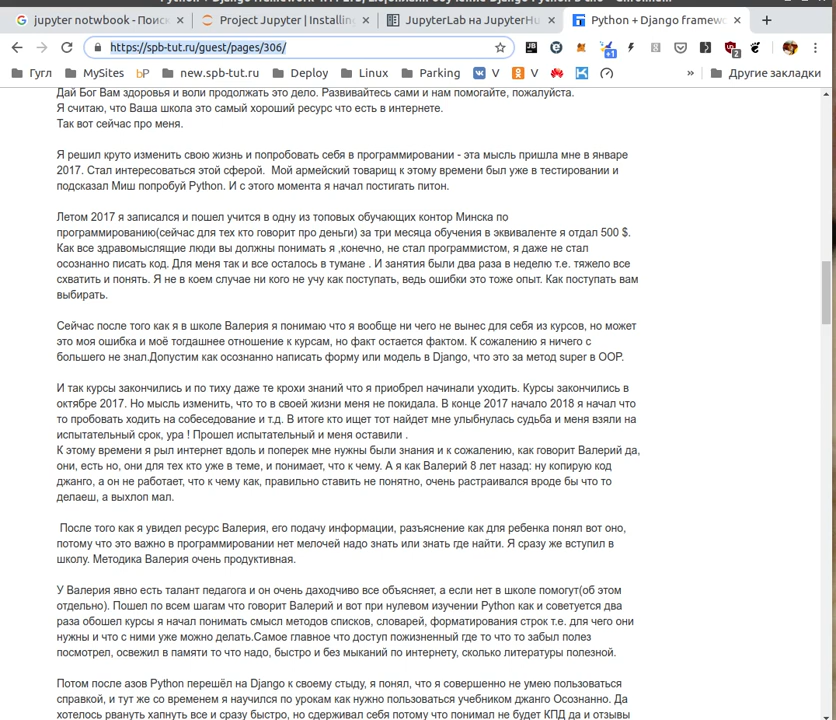 Python + Django framework
jupyter notwbook - Поиск
Project Jupyter | Installing
JupyterLab на JupyterHu
Python + Django framewo
https://spb-tut.ru/guest/pages/306/
JB
+1
2
Гугл
MySites
bP
new.spb-tut.ru
Deploy
Linux
Parking
V
V
»
Другие закладки
Дай Бог Вам здоровья и воли продолжать это дело. Развивайтесь сами и нам помогайте, пожалуйста.
Я считаю, что Ваша школа это самый хороший ресурс что есть в интернете.
Так вот сейчас про меня.
Я решил круто изменить свою жизнь и попробовать себя в программировании - эта мысль пришла мне в январе
2017. Стал интересоваться этой сферой.  Мой армейский товарищ к этому времени был уже в тестировании и
подсказал Миш попробуй Python. И с этого момента я начал постигать питон.
Летом 2017 я записался и пошел учится в одну из топовых обучающих контор Минска по
программированию(сейчас для тех кто говорит про деньги) за три месяца обучения в эквиваленте я отдал 500 $.
Как все здравомыслящие люди вы должны понимать я ,конечно, не стал программистом, я даже не стал
осознанно писать код. Для меня так и все осталось в тумане . И занятия были два раза в неделю т.е. тяжело все
схватить и понять. Я не в коем случае ни кого не учу как поступать, ведь ошибки это тоже опыт. Как поступать вам
выбирать.
Сейчас после того как я в школе Валерия я понимаю что я вообще ни чего не вынес для себя из курсов, но может
это моя ошибка и моё тогдашнее отношение к курсам, но факт остается фактом. К сожалению я ничего с
большего не знал.Допустим как осознанно написать форму или модель в Django, что это за метод super в ООP.
И так курсы закончились и по тиху даже те крохи знаний что я приобрел начинали уходить. Курсы закончились в
октябре 2017. Но мысль изменить, что то в своей жизни меня не покидала. В конце 2017 начало 2018 я начал что
то пробовать ходить на собеседование и т.д. В итоге кто ищет тот найдет мне улыбнулась судьба и меня взяли на
испытательный срок, ура ! Прошел испытательный и меня оставили .
К этому времени я рыл интернет вдоль и поперек мне нужны были знания и к сожалению, как говорит Валерий да,
они, есть но, они для тех кто уже в теме, и понимает, что к чему. А я как Валерий 8 лет назад: ну копирую код
джанго, а он не работает, что к чему как, правильно ставить не понятно, очень растраивался вроде бы что то
делаеш, а выхлоп мал.
После того как я увидел ресурс Валерия, его подачу информации, разъяснение как для ребенка понял вот оно,
потому что это важно в программировании нет мелочей надо знать или знать где найти. Я сразу же вступил в
школу. Методика Валерия очень продуктивная.
У Валерия явно есть талант педагога и он очень даходчиво все объясняет, а если нет в школе помогут(об этом
отдельно). Пошел по всем шагам что говорит Валерий и вот при нулевом изучении Python как и советуется два
раза обошел курсы я начал понимать смысл методов списков, словарей, форматирования строк т.е. для чего они
нужны и что с ними уже можно делать.Самое главное что доступ пожизненный где то что то забыл полез
посмотрел, освежил в памяти то что надо, быстро и без мыканий по интернету, сколько литературы полезной.
Потом после азов Python перешёл на Django к своему стыду, я понял, что я совершенно не умею пользоваться
справкой, и тут же со временем я научился по урокам как нужно пользоваться учебником джанго Осознанно. Да
хотелось рвануть хапнуть все и сразу быстро, но сдерживал себя потому что понимал не будет КПД да и отзывы